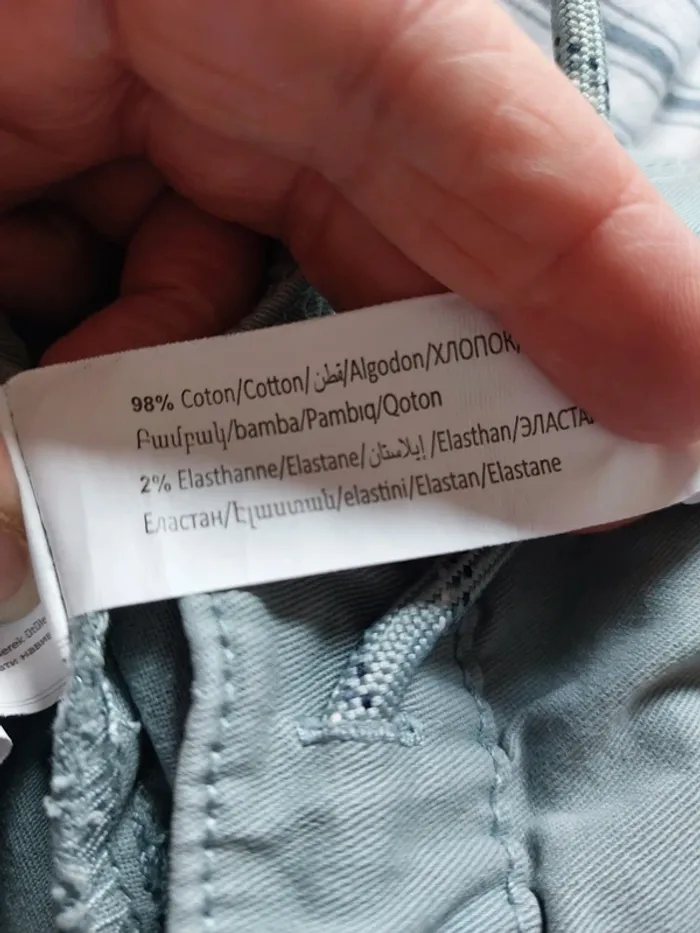 98% Coton/Cotton/قطن/Algodon/ХЛОПОК,
Բամբակ/bamba/Pambıq/Qoton
2% Elasthanne/Elastane/إيلاستان/Elasthan/ЭЛАСТА
Еластан/Էլաստան/elastini/Elastan/Elastane